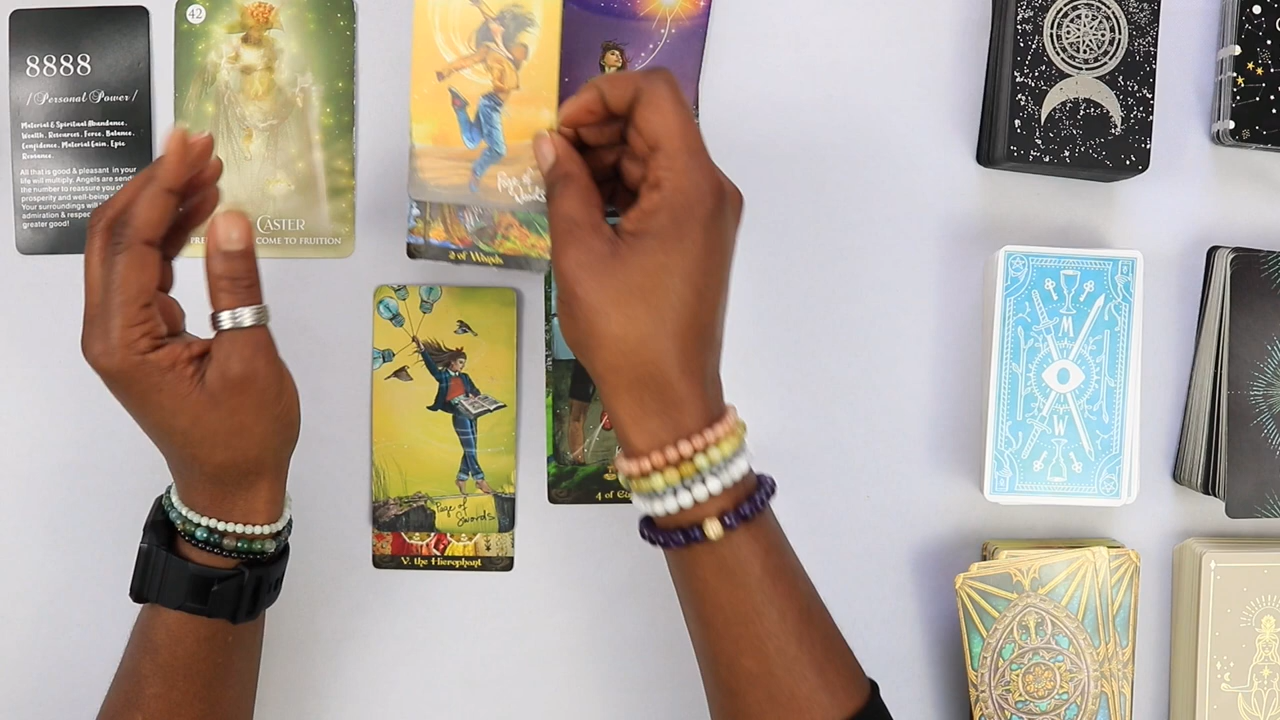 8888
/Personal Power/
Material & Spiritual Abundance,
Wealth, Resources, Force, Balance,
Confidence, Material Gain, Epic
Romance.
All that is good & pleasant in your
life will multiply. Angels are send
the number to reassure you of
prosperity and well-being
Your surroundings will
admiration & respec
greater good!
42
CASTER
COME TO FRUITION
Page of
2 of Wands
Page of
Swords
V. the Hierophant
4 of
M
W